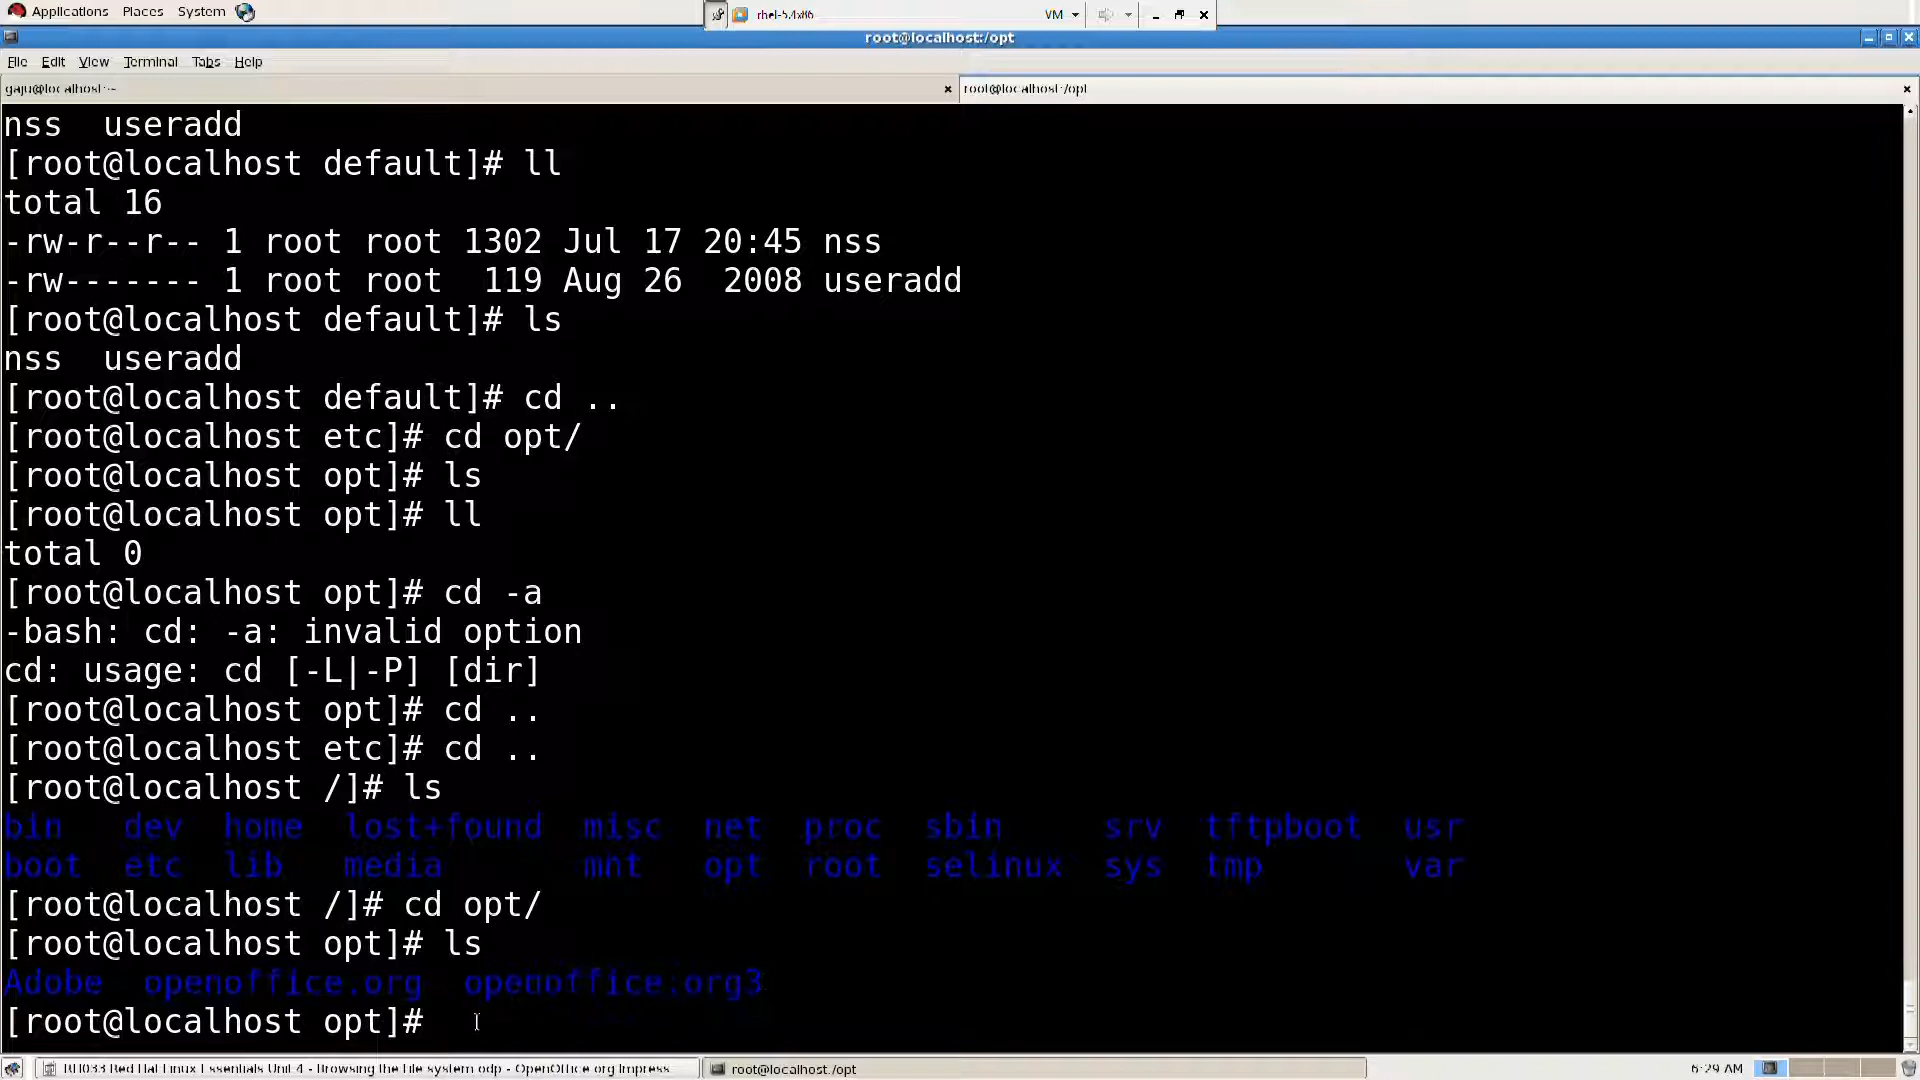 Applications Places System
rhel-5.4x86 VM
root@localhost:/opt
File Edit View Terminal Tabs Help
gaju@localhost:~ root@localhost:/opt
nss  useradd
[root@localhost default]# ll
total 16
-rw-r--r-- 1 root root 1302 Jul 17 20:45 nss
-rw------- 1 root root  119 Aug 26  2008 useradd
[root@localhost default]# ls
nss  useradd
[root@localhost default]# cd ..
[root@localhost etc]# cd opt/
[root@localhost opt]# ls
[root@localhost opt]# ll
total 0
[root@localhost opt]# cd -a
-bash: cd: -a: invalid option
cd: usage: cd [-L|-P] [dir]
[root@localhost opt]# cd ..
[root@localhost etc]# cd ..
[root@localhost /]# ls
bin   dev  home  lost+found  misc  net  proc  sbin     srv  tftpboot  usr
boot  etc  lib   media       mnt   opt  root  selinux  sys  tmp       var
[root@localhost /]# cd opt/
[root@localhost opt]# ls
Adobe  openoffice.org  openoffice.org3
[root@localhost opt]#
RH033 Red Hat Linux Essentials Unit 4 - Browsing the File system odp - OpenOffice.org Impress root@localhost:/opt 6:29 AM